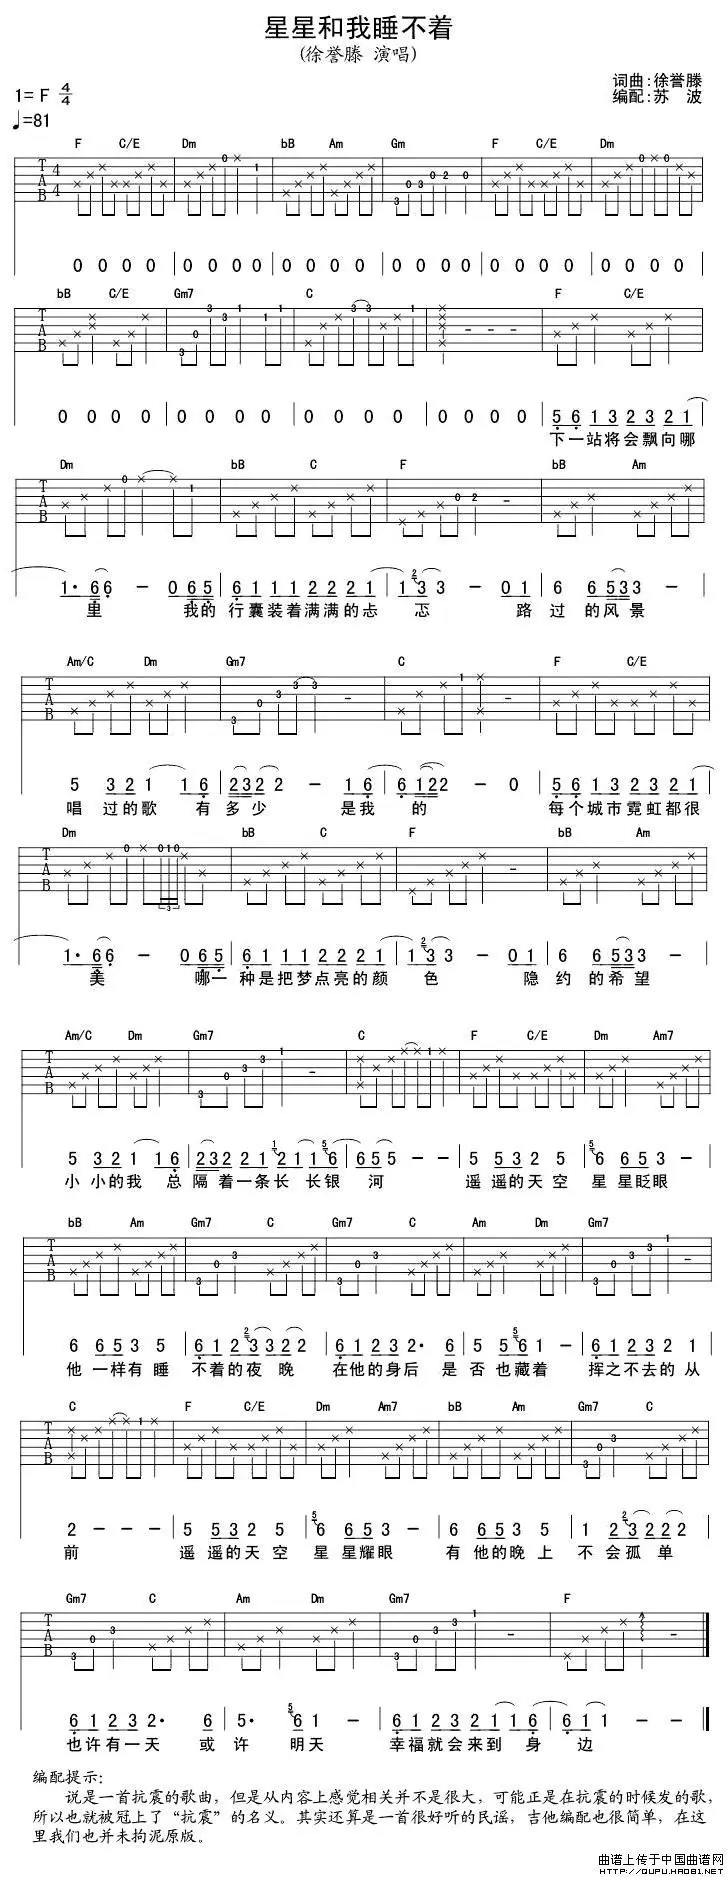 星星和我睡不着
(徐誉滕 演唱)
词曲:徐誉滕
1= F 4/4
编配:苏 波
♩=81
F C/E Dm bB Am Gm F C/E Dm
0 0 0 0 0 0 0 0 0 0 0 0 0 0 0 0 0 0 0 0 0 0 0 0
bB C/E Gm7 C F C/E
0 0 0 0 0 0 0 0 0 0 0 0 0 0 0 0 5 6 1 3 2 3 2 1
下一站将会飘向哪
Dm bB C F bB Am
1· 6 6 - 0 6 5 6 1 1 1 2 2 2 1 1 3 3 - 0 1 6 6 5 3 3
里 我的 行囊装着满满的忐 忑 路 过 的风景
Am/C Dm Gm7 C F C/E
5 3 2 1 1 6 2 3 2 2 - 1 6 6 1 2 2 - 0 5 6 1 3 2 3 2 1
唱 过的歌 有 多少 是我 的 每个城市霓虹都很
Dm bB C F bB Am
1· 6 6 - 0 6 5 6 1 1 1 2 2 2 1 1 3 3 - 0 1 6 6 5 3 3
美 哪一 种是把梦点亮的颜 色 隐 约 的希望
Am/C Dm Gm7 C F C/E Dm Am7
5 3 2 1 1 6 2 3 2 2 2 1 2 1 1 6 6 5 5 - - 5 5 3 2 5 6 6 5 3
小 小的我 总 隔着一条长 长银 河 遥 遥的天空 星 星眨眼
bB Am Gm7 C Gm7 C Am Dm Gm7
6 6 5 3 5 6 1 2 3 3 2 2 6 1 2 3 2· 6 5 5 6 1 - 6 1 2 3 2 1
他 一样有睡 不着的夜 晚 在他的身后 是 否 也藏着 挥之不去的从
C F C/E Dm Am7 bB Am Gm7 C
2 - - - 5 5 3 2 5 6 6 5 3 6 6 5 3 5 1 2 3 2 2 2
前 遥 遥的天空 星 星耀眼 有 他的晚上 不 会孤 单
Gm7 C Am Dm Gm7 F
6 1 2 3 2· 6 5· 6 1 - 6 1 2 3 2 1 1 6 6 1 - -
也许有一天 或 许 明天 幸福就会来到 身 边
编配提示:
说是一首抗震的歌曲，但是从内容上感觉相关并不是很大，可能正是在抗震的时候发的歌，
所以也就被冠上了“抗震”的名义。其实还算是一首很好听的民谣，吉他编配也很简单，在这
里我们也并未拘泥原版。
曲谱上传于中国曲谱网
HTTP://QUPU.HAO81.NET